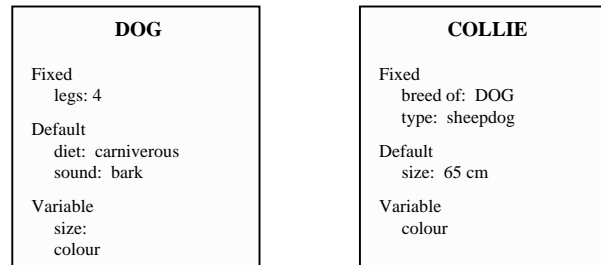 DOG
Fixed
legs: 4
Default
diet: carniverous
sound: bark
Variable
size:
colour
COLLIE
Fixed
breed of: DOG
type: sheepdog
Default
size: 65 cm
Variable
colour